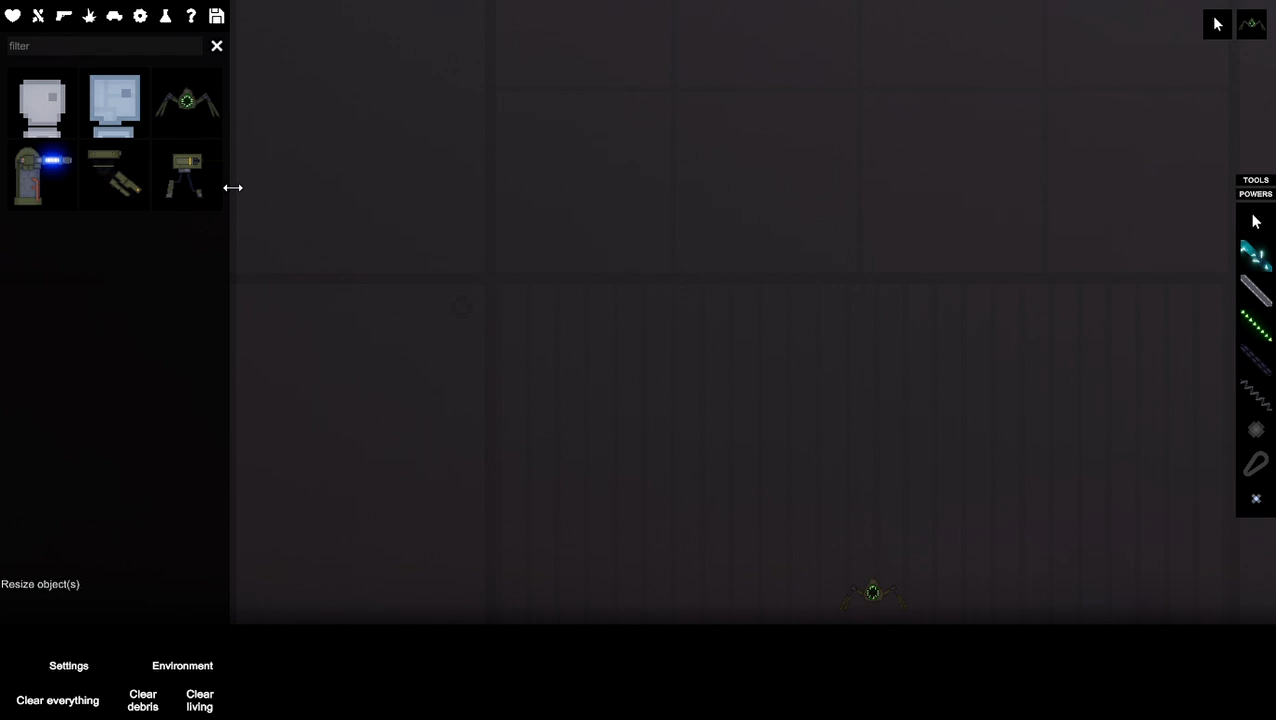 filter
TOOLS
POWERS
Resize object(s)
Settings
Environment
Clear everything
Clear
debris
Clear
living